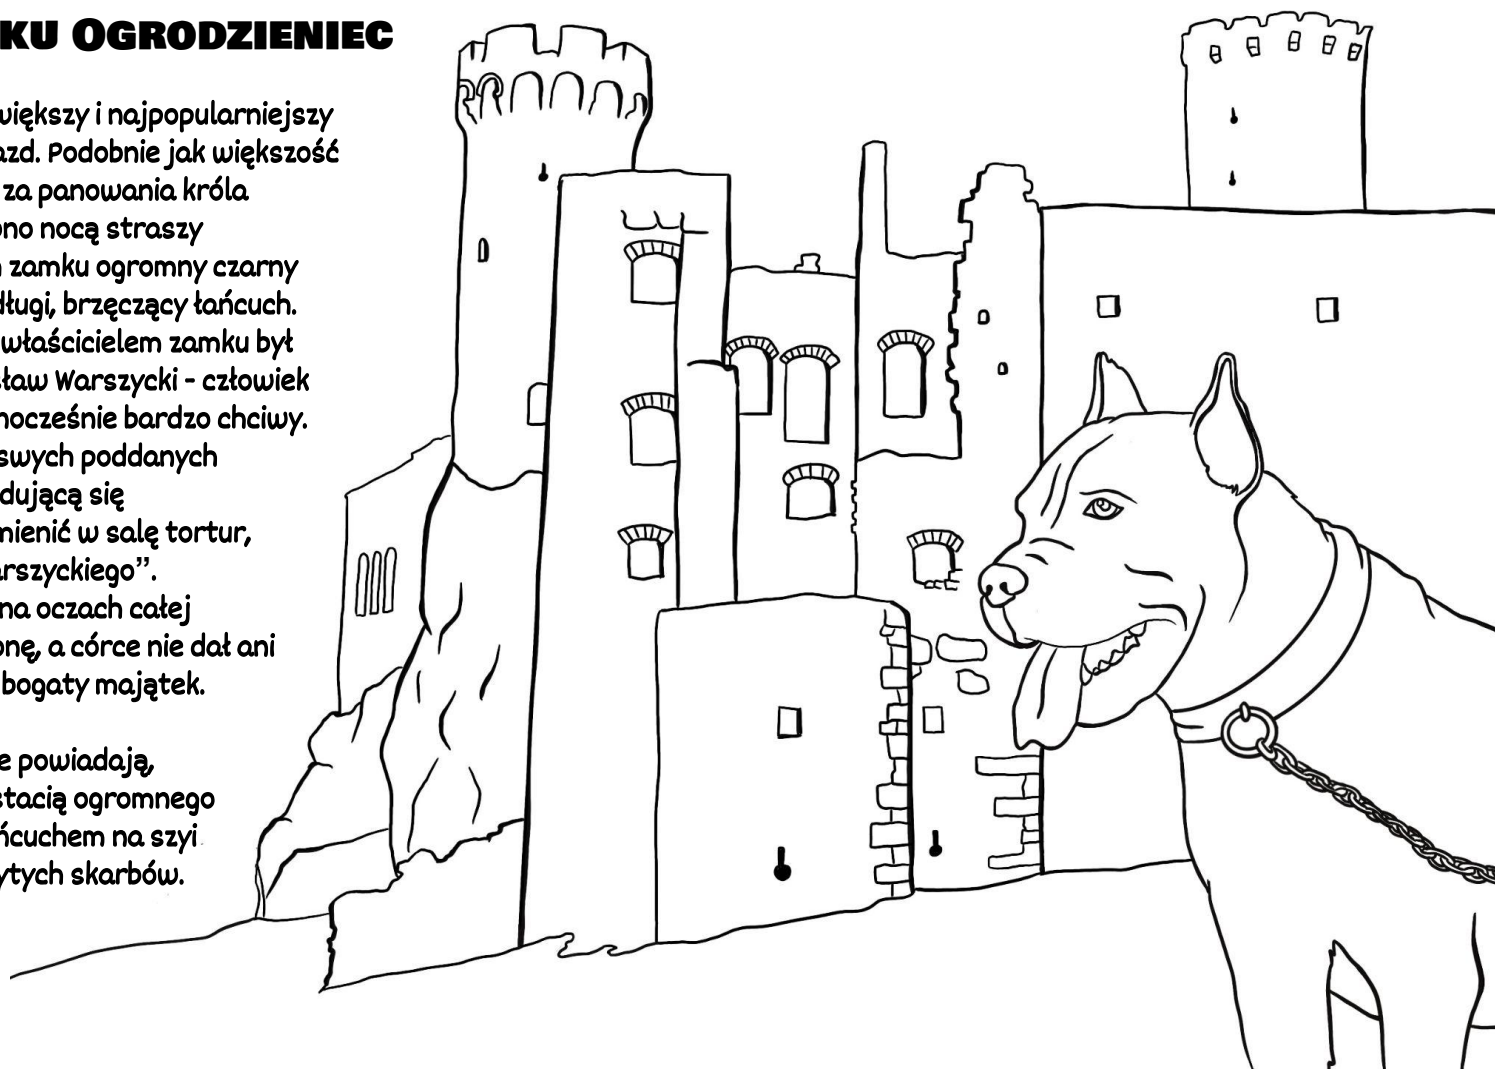 KU OGRODZIENIEC
większy i najpopularniejszy
azd. Podobnie jak większość
za panowania króla
ono nocą straszy
zamku ogromny czarny
długi, brzęczący łańcuch.
właścicielem zamku był
sław Warszycki - człowiek
nocześnie bardzo chciwy.
swych poddanych
dującą się
mienić w salę tortur,
arszyckiego”.
na oczach całej
onę, a córce nie dał ani
bogaty majątek.
e powiadają,
stacią ogromnego
ńcuchem na szyi
ytych skarbów.